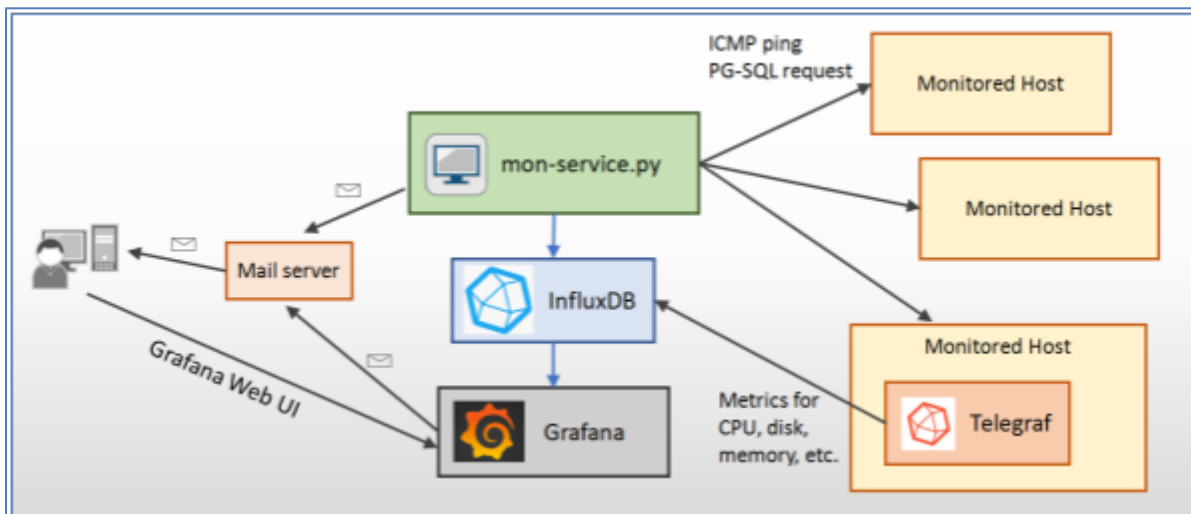 ICMP ping
PG-SQL request
Monitored Host
mon-service.py
Monitored Host
Mail server
InfluxDB
Monitored Host
Grafana Web UI
Grafana
Metrics for
CPU, disk,
memory, etc.
Telegraf